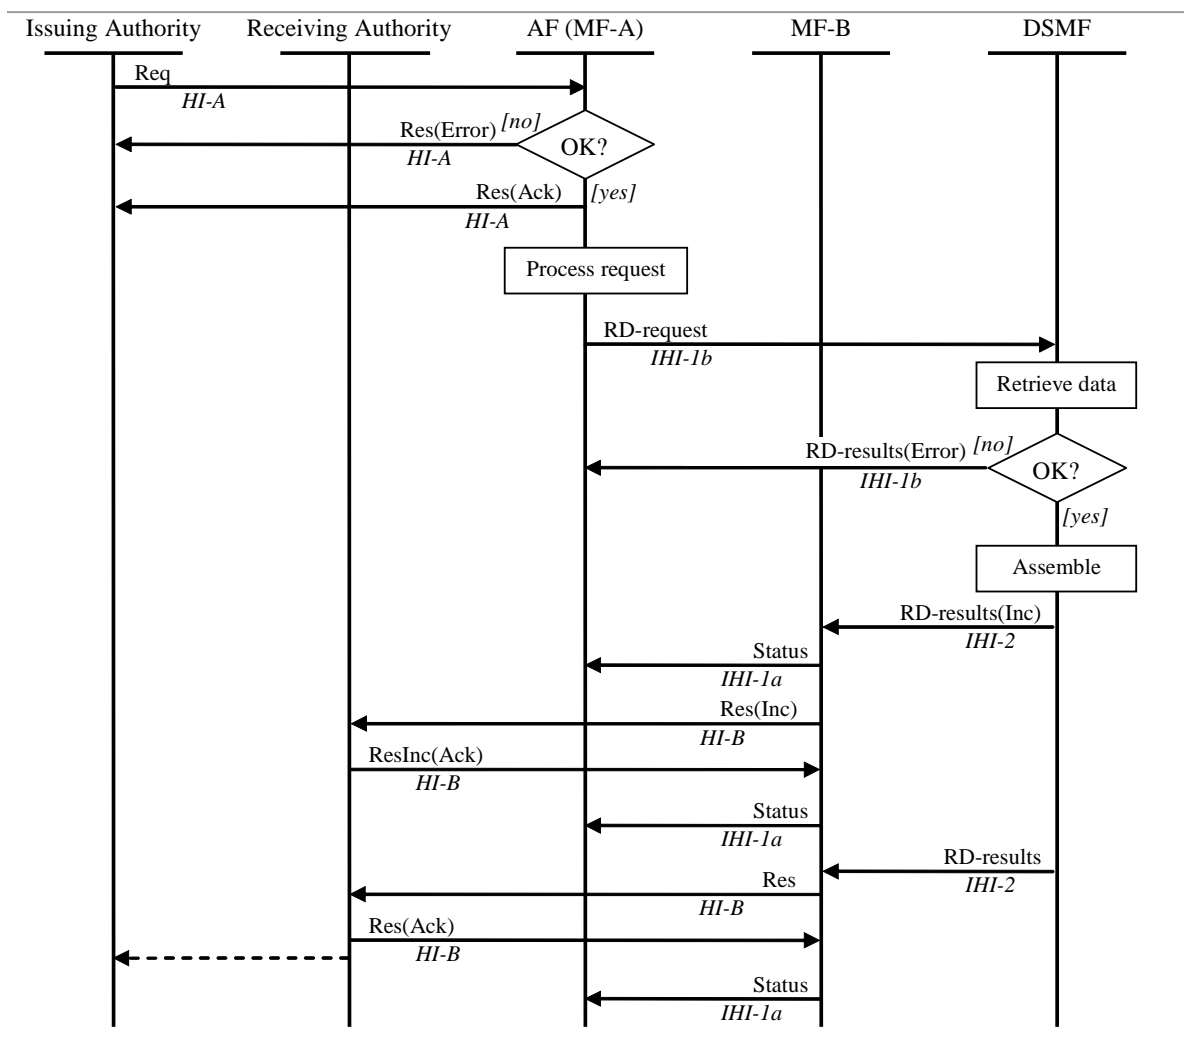 Issuing Authority
Receiving Authority
AF (MF-A)
MF-B
DSMF
Req
HI-A
Res(Error)
[no]
HI-A
OK?
Res(Ack)
[yes]
HI-A
Process request
RD-request
IHI-1b
Retrieve data
RD-results(Error)
[no]
IHI-1b
OK?
[yes]
Assemble
RD-results(Inc)
IHI-2
Status
IHI-1a
Res(Inc)
HI-B
ResInc(Ack)
HI-B
Status
IHI-1a
RD-results
IHI-2
Res
HI-B
Res(Ack)
HI-B
Status
IHI-1a